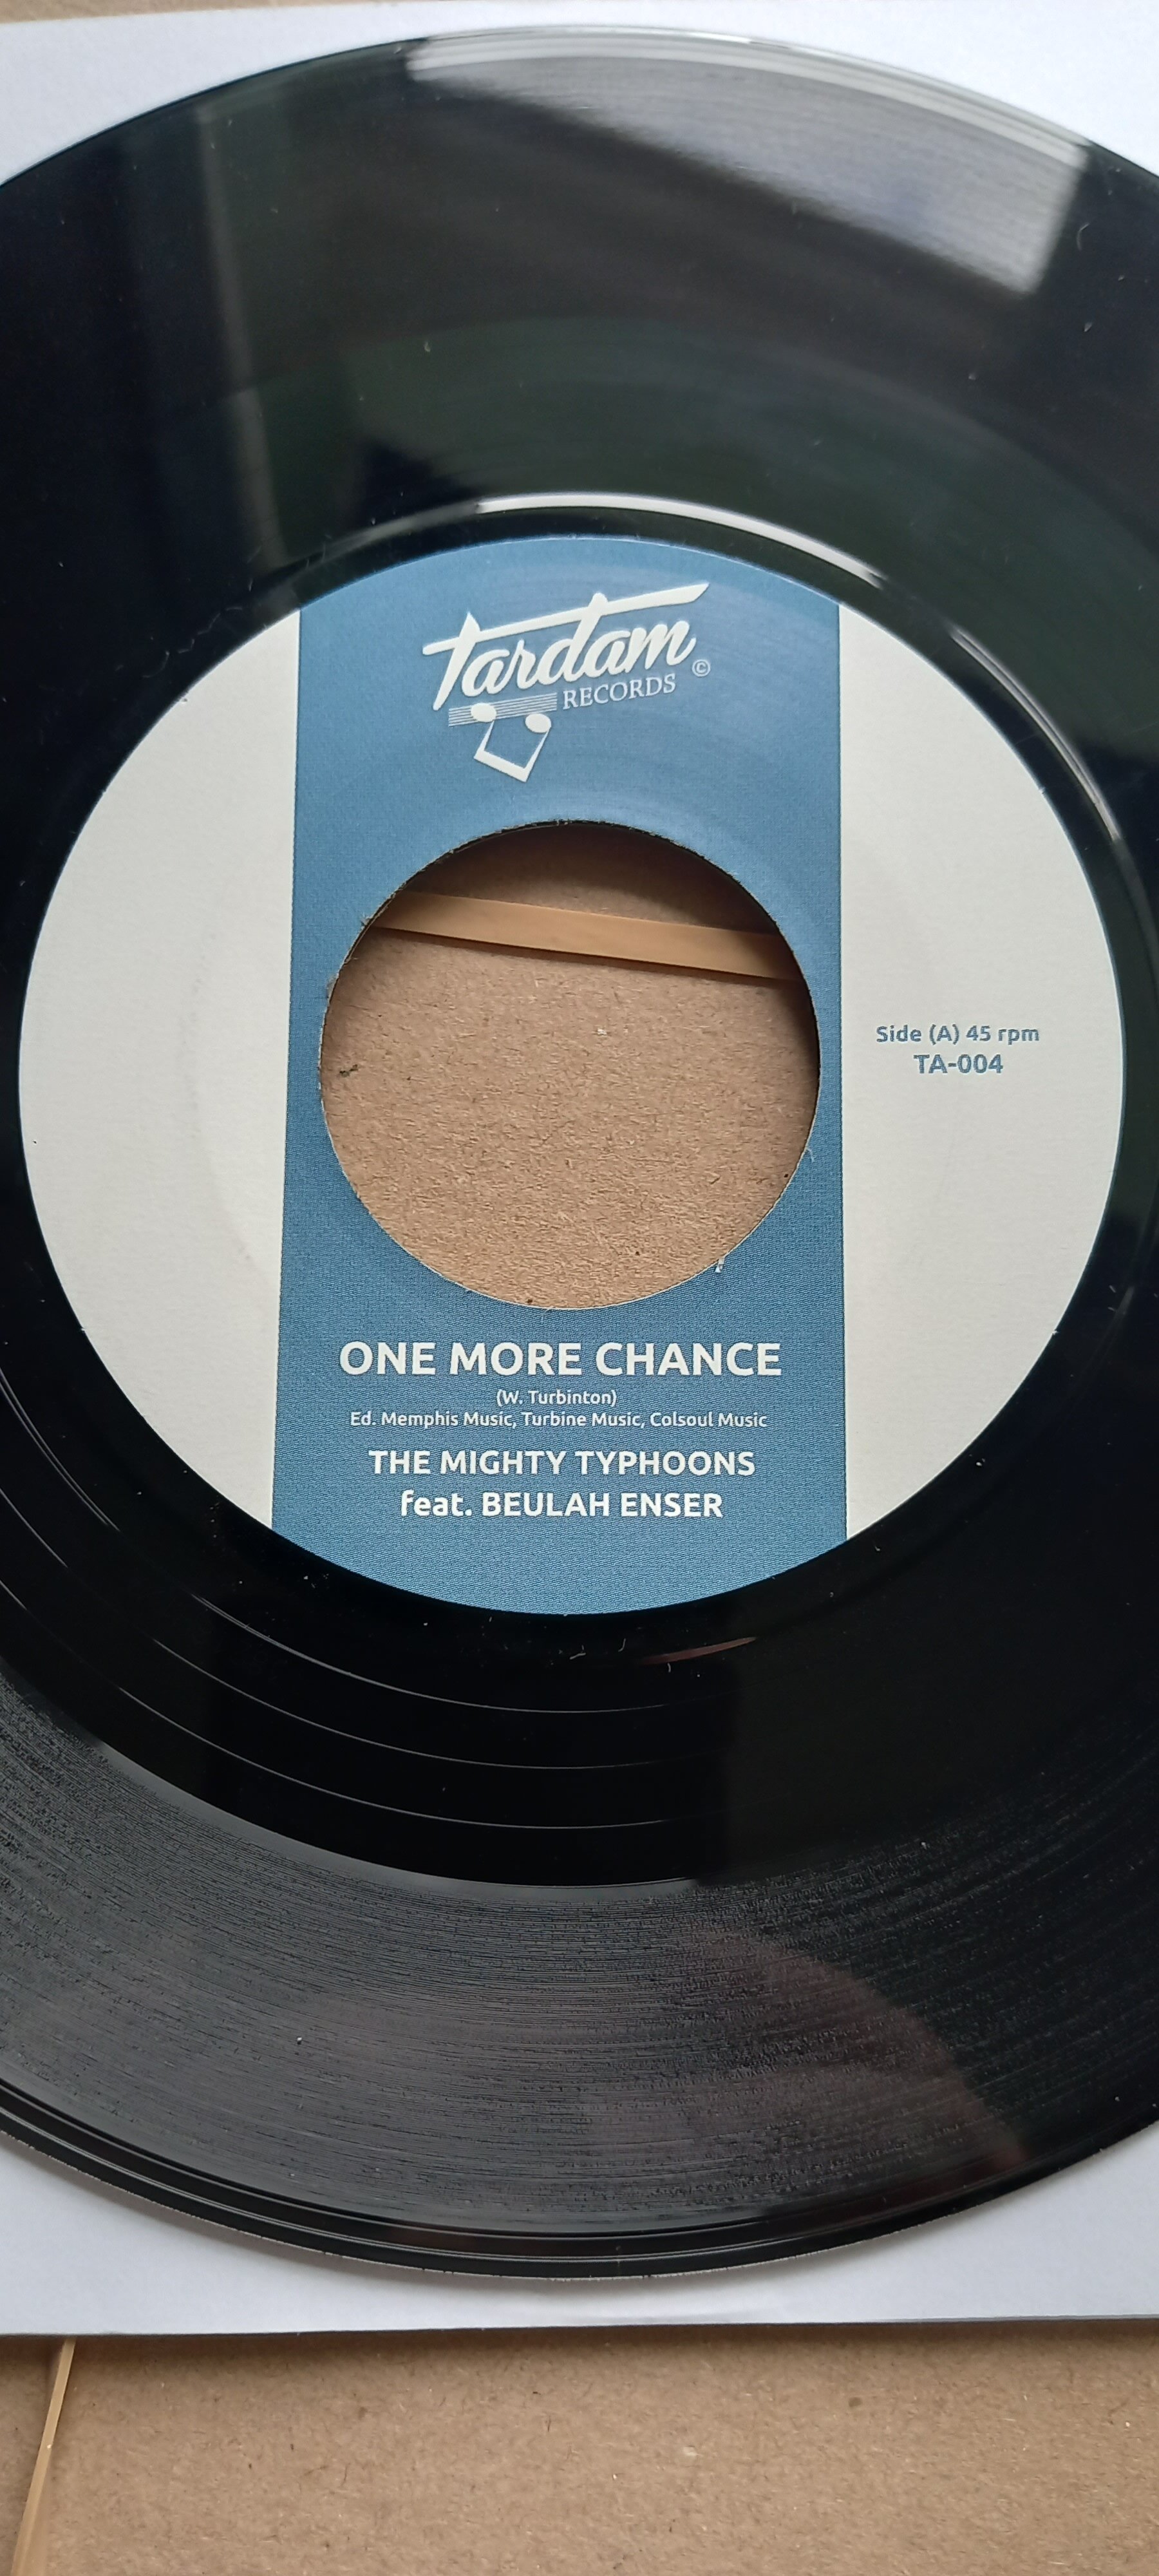 Tardam ©
RECORDS
Side (A) 45 rpm
TA-004
ONE MORE CHANCE
(W. Turbinton)
Ed. Memphis Music, Turbine Music, Colsoul Music
THE MIGHTY TYPHOONS
feat. BEULAH ENSER